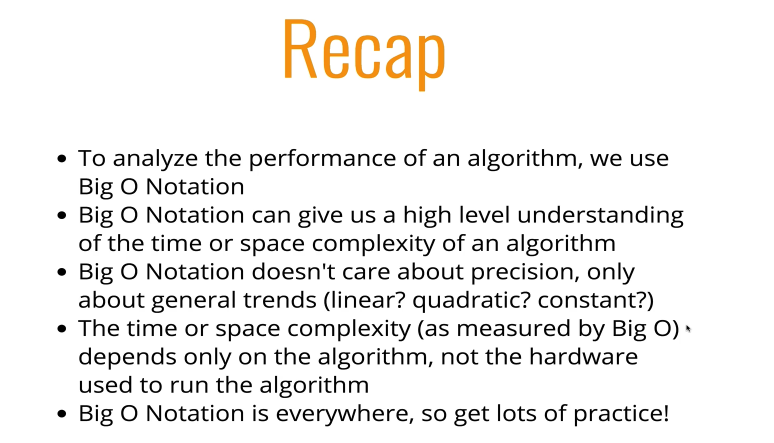 Recap
• To analyze the performance of an algorithm, we use
Big O Notation
• Big O Notation can give us a high level understanding
of the time or space complexity of an algorithm
• Big O Notation doesn't care about precision, only
about general trends (linear? quadratic? constant?)
• The time or space complexity (as measured by Big O)
depends only on the algorithm, not the hardware
used to run the algorithm
• Big O Notation is everywhere, so get lots of practice!